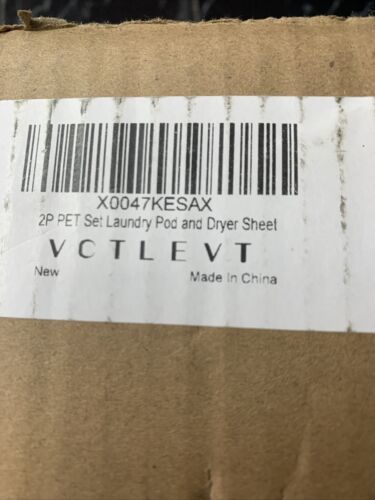 X0047KESAX
2P PET Set Laundry Pod and Dryer Sheet
VCTLEVT
New Made In China